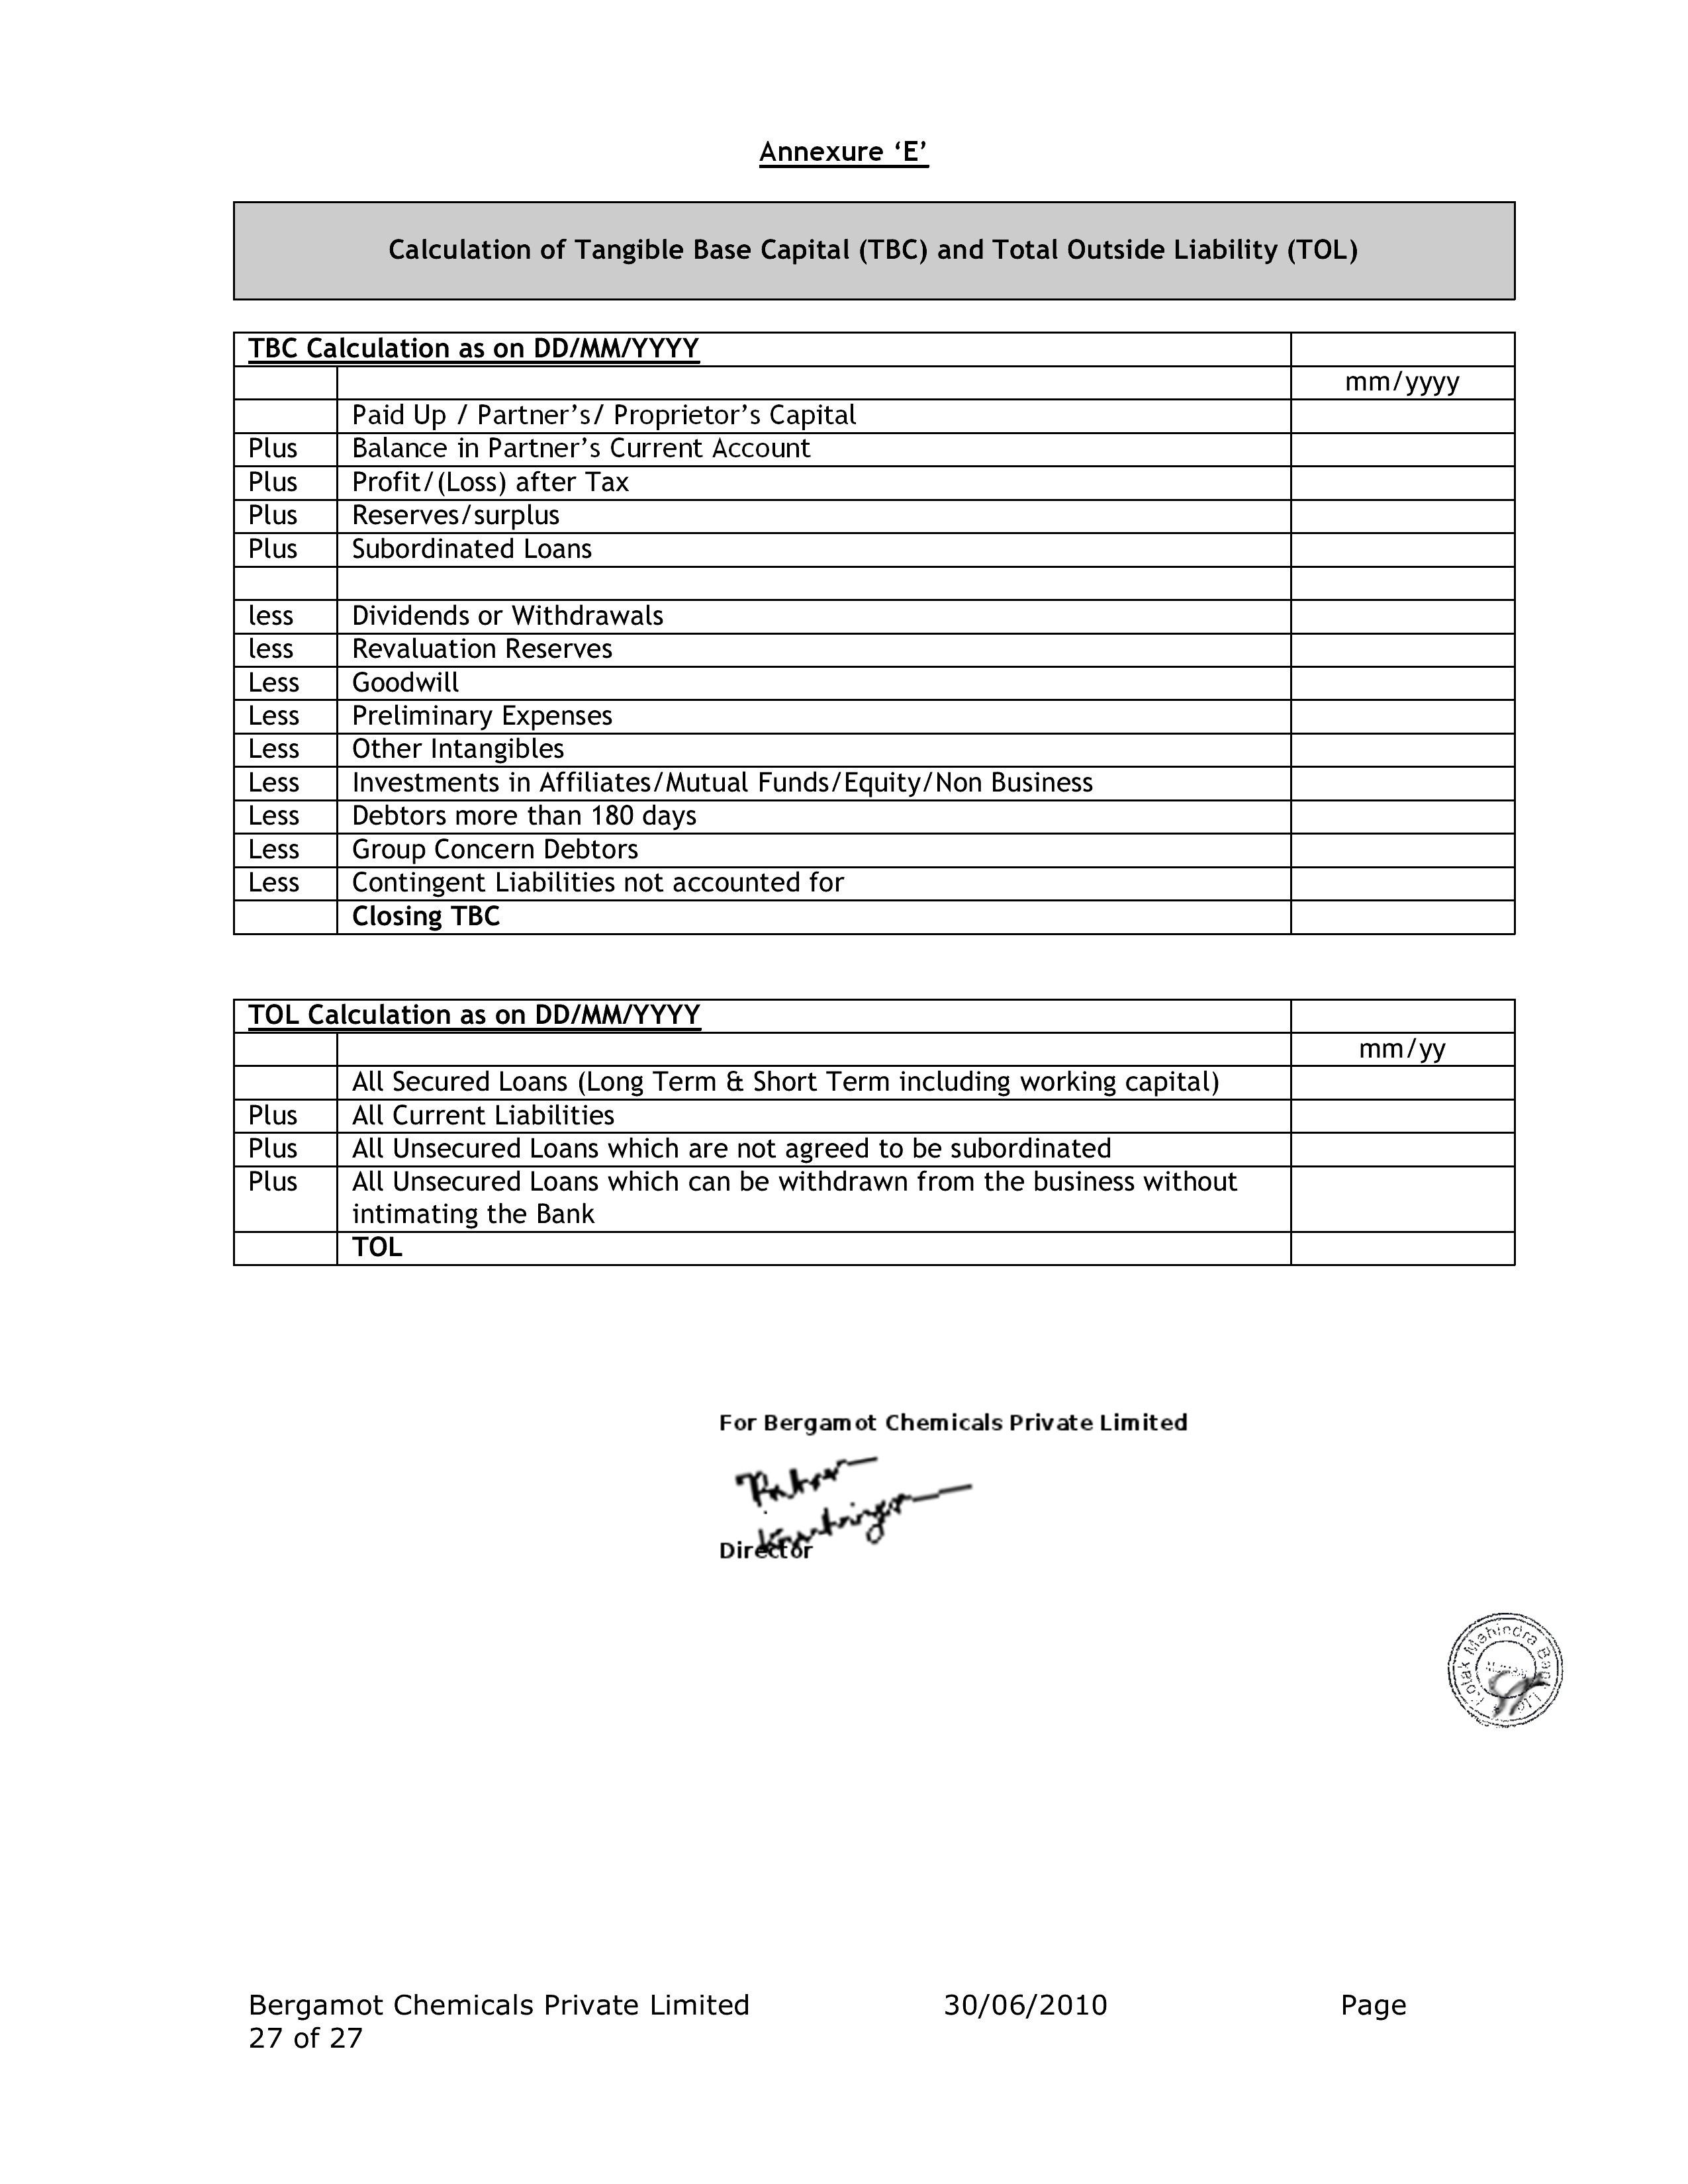 Annexure ‘E’
Calculation of Tangible Base Capital (TBC) and Total Outside Liability (TOL)
TBC Calculation as on DD/MM/YYYY
mm/yyyy
Paid Up / Partner’s/ Proprietor’s Capital
Plus Balance in Partner’s Current Account
Plus Profit/(Loss) after Tax
Plus Reserves/surplus
Plus Subordinated Loans
less Dividends or Withdrawals
less Revaluation Reserves
Less Goodwill
Less Preliminary Expenses
Less Other Intangibles
Less Investments in Affiliates/Mutual Funds/Equity/Non Business
Less Debtors more than 180 days
Less Group Concern Debtors
Less Contingent Liabilities not accounted for
Closing TBC
TOL Calculation as on DD/MM/YYYY
mm/yy
All Secured Loans (Long Term & Short Term including working capital)
Plus All Current Liabilities
Plus All Unsecured Loans which are not agreed to be subordinated
Plus All Unsecured Loans which can be withdrawn from the business without
intimating the Bank
TOL
For Bergamot Chemicals Private Limited
Director
Kotak Mahindra Bank Ltd
Bergamot Chemicals Private Limited 30/06/2010 Page
27 of 27